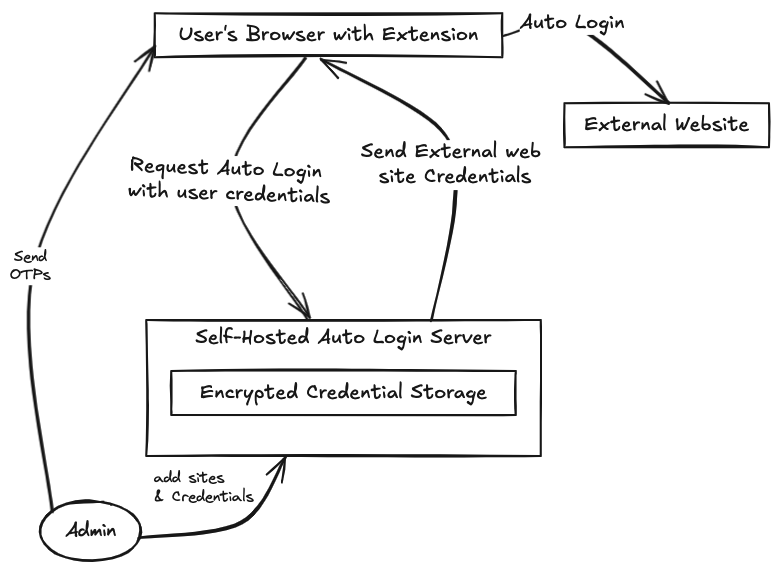 User's Browser with Extension
Auto Login
External Website
Request Auto Login
with user credentials
Send External web
site Credentials
Send
OTPs
Self-Hosted Auto Login Server
Encrypted Credential Storage
add sites
& Credentials
Admin